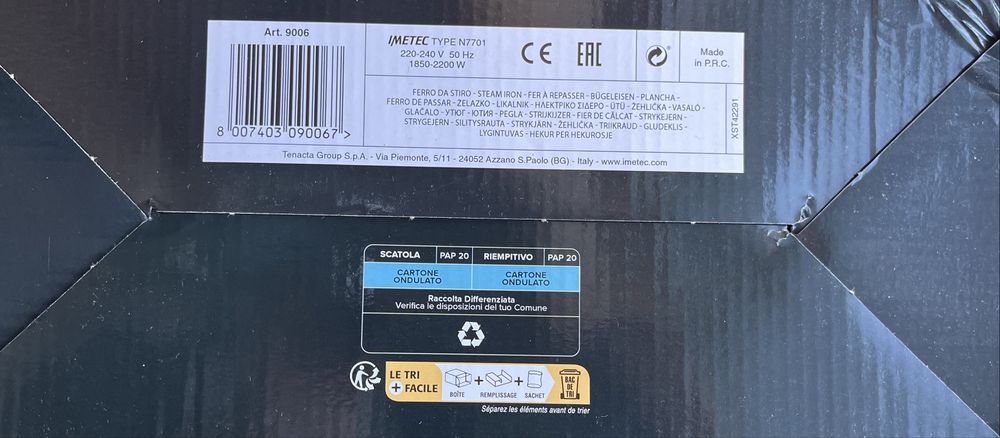 Art. 9006
8 007403 090067 >
IMETEC TYPE N7701
220-240 V 50 Hz
1850-2200 W
CE
EAC
Made
in P.R.C.
FERRO DA STIRO - STEAM IRON - FER À REPASSER - BÜGELEISEN - PLANCHA -
FERRO DE PASSAR - ŻELAZKO - LIKALNIK - ΗΛΕΚΤΡΙΚΟ ΣΙΔΕΡΟ - ÜTÜ - ŽEHLIČKA - VASALÓ -
GLAČALO - УТЮГ - ЮТИЯ - PEGLA - STRIJKIJZER - FIER DE CĂLCAT - STRYKEJERN -
STRYGEJERN - SILITYSRAUTA - STRYKJÄRN - ŽEHLIČKA - TRIIKRAUD - GLUDEKLIS -
LYGINTUVAS - HEKUR PËR HEKUROSJE
XST42291
Tenacta Group S.p.A. - Via Piemonte, 5/11 - 24052 Azzano S.Paolo (BG) - Italy - www.imetec.com
SCATOLA PAP 20 RIEMPITIVO PAP 20
CARTONE CARTONE
ONDULATO ONDULATO
Raccolta Differenziata
Verifica le disposizioni del tuo Comune
LE TRI
+ FACILE
BOÎTE + REMPLISSAGE + SACHET
BAC
DE
TRI
Séparez les éléments avant de trier